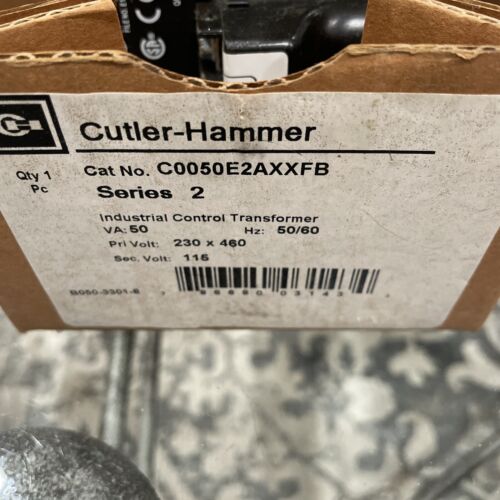 Cutler-Hammer
Qty 1
Pc
Cat No. C0050E2AXXFB
Series 2
Industrial Control Transformer
VA: 50 Hz: 50/60
Pri Volt: 230 x 460
Sec. Volt: 115
B050-3301-8